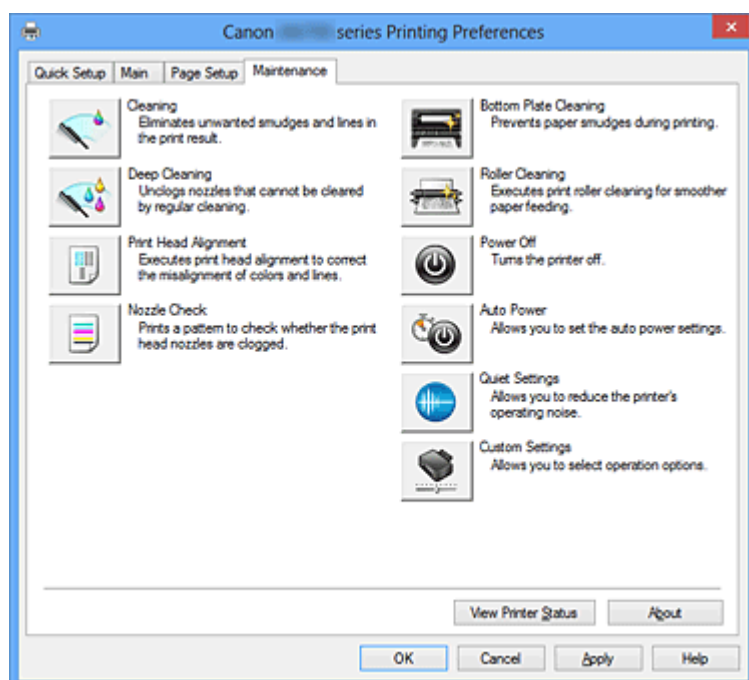 Canon series Printing Preferences
Quick Setup Main Page Setup Maintenance
Cleaning
Eliminates unwanted smudges and lines in
the print result.
Deep Cleaning
Unclogs nozzles that cannot be cleared
by regular cleaning.
Print Head Alignment
Executes print head alignment to correct
the misalignment of colors and lines.
Nozzle Check
Prints a pattern to check whether the print
head nozzles are clogged.
Bottom Plate Cleaning
Prevents paper smudges during printing.
Roller Cleaning
Executes print roller cleaning for smoother
paper feeding.
Power Off
Turns the printer off.
Auto Power
Allows you to set the auto power settings.
Quiet Settings
Allows you to reduce the printer's
operating noise.
Custom Settings
Allows you to select operation options.
View Printer Status About
OK Cancel Apply Help